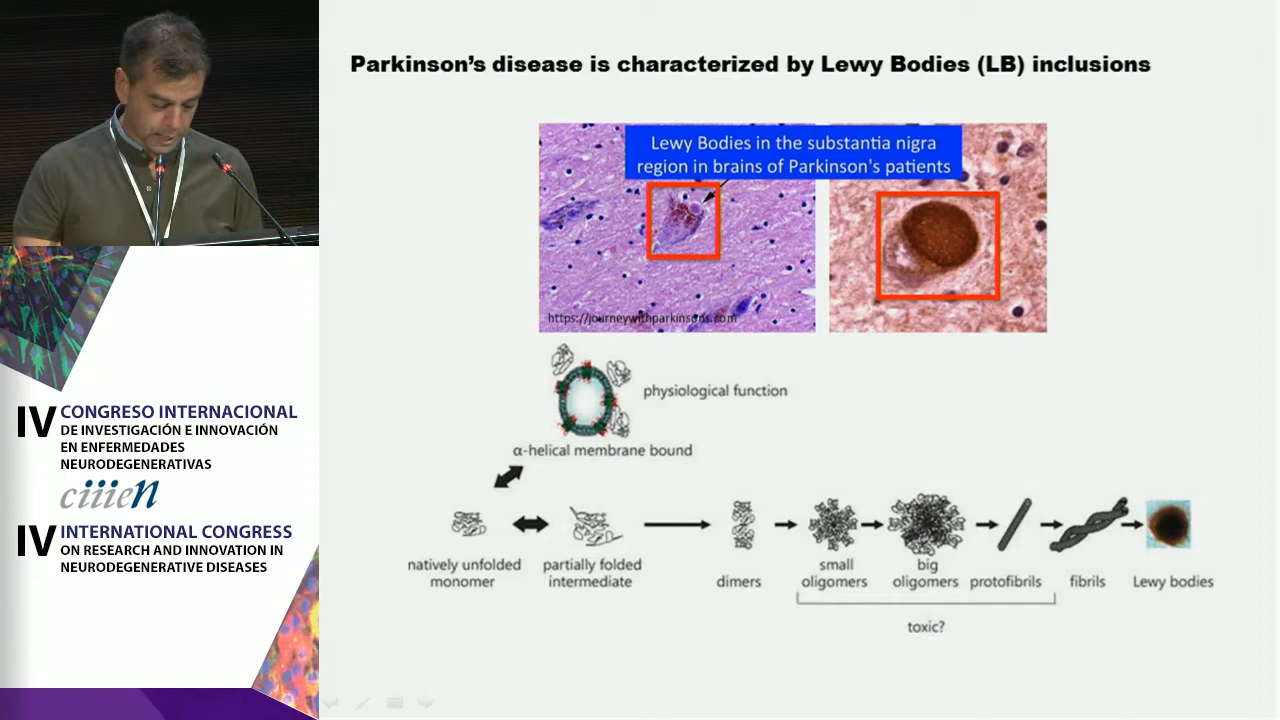 Parkinson's disease is characterized by Lewy Bodies (LB) inclusions
Lewy Bodies in the substantia nigra
region in brains of Parkinson's patients
https://journeywithparkinsons.com
physiological function
α-helical membrane bound
natively unfolded
monomer
partially folded
intermediate
dimers
small
oligomers
big
oligomers
protofibrils
fibrils
Lewy bodies
toxic?
IV CONGRESO INTERNACIONAL
DE INVESTIGACIÓN E INNOVACIÓN
EN ENFERMEDADES
NEURODEGENERATIVAS
ciiien
IV INTERNATIONAL CONGRESS
ON RESEARCH AND INNOVATION IN
NEURODEGENERATIVE DISEASES